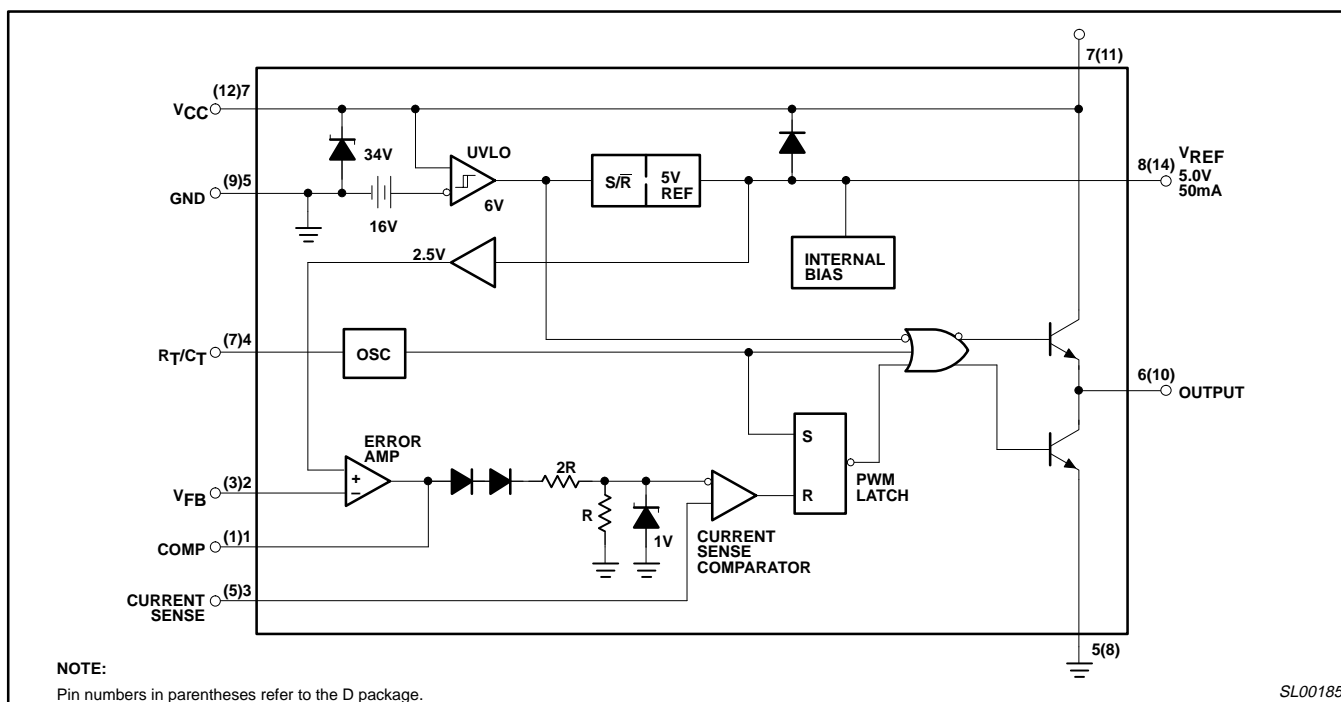 7(11)
(12)7
VCC
34V
UVLO
(9)5
GND
16V
6V
S/R̅
5V
REF
8(14)
VREF
5.0V
50mA
2.5V
INTERNAL
BIAS
(7)4
RT/CT
OSC
6(10)
OUTPUT
ERROR
AMP
+
–
(3)2
VFB
2R
R
1V
S
R
PWM
LATCH
CURRENT
SENSE
COMPARATOR
(1)1
COMP
(5)3
CURRENT
SENSE
5(8)
NOTE:
Pin numbers in parentheses refer to the D package.
SL00185